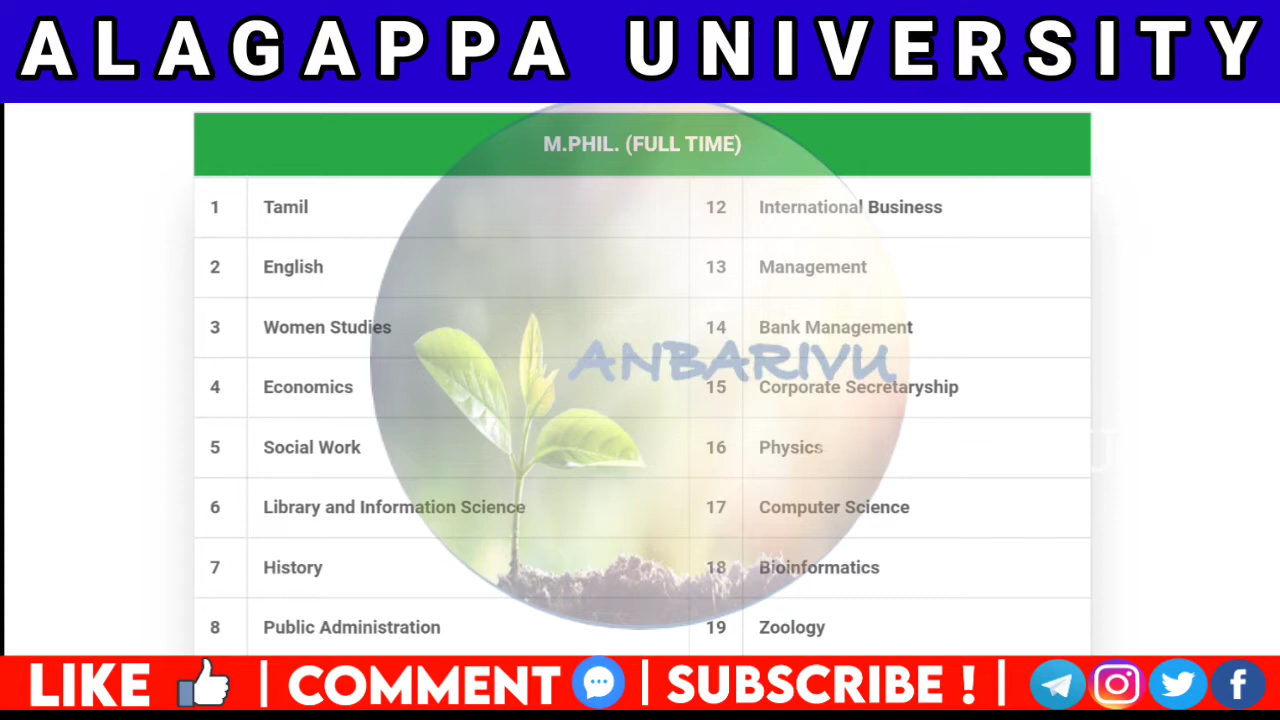 ALAGAPPA UNIVERSITY
M.PHIL. (FULL TIME)
1 Tamil 12 International Business
2 English 13 Management
3 Women Studies 14 Bank Management
ANBARIVU
4 Economics 15 Corporate Secretaryship
5 Social Work 16 Physics
6 Library and Information Science 17 Computer Science
7 History 18 Bioinformatics
8 Public Administration 19 Zoology
LIKE | COMMENT | SUBSCRIBE ! |